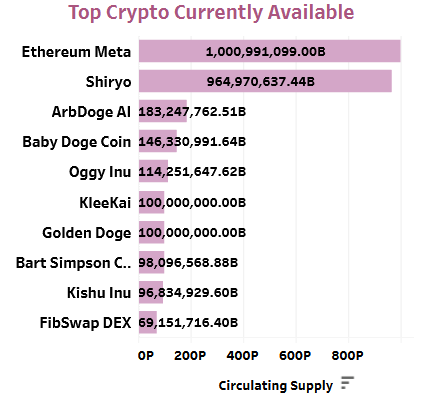 Top Crypto Currently Available
Ethereum Meta 1,000,991,099.00B
Shiryo 964,970,637.44B
ArbDoge AI 183,247,762.51B
Baby Doge Coin 146,330,991.64B
Oggy Inu 114,251,647.62B
KleeKai 100,000,000.00B
Golden Doge 100,000,000.00B
Bart Simpson C.. 98,096,568.88B
Kishu Inu 96,834,929.60B
FibSwap DEX 69,151,716.40B
0P 200P 400P 600P 800P
Circulating Supply